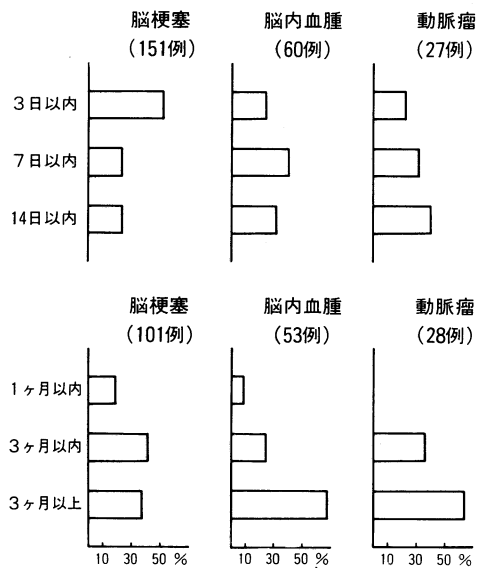 脳梗塞 脳内血腫 動脈瘤
(151例) (60例) (27例)
3日以内
7日以内
14日以内
脳梗塞 脳内血腫 動脈瘤
(101例) (53例) (28例)
1ヶ月以内
3ヶ月以内
3ヶ月以上
10 30 50 % 10 30 50 % 10 30 50 %